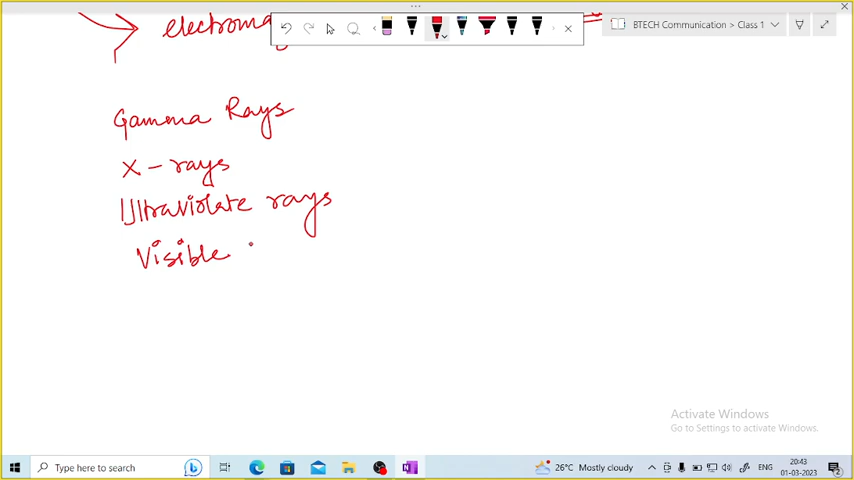 BTECH Communication > Class 1
Gamma Rays
X-rays
Ultraviolate rays
Visible
Activate Windows
Go to Settings to activate Windows.
Type here to search
26°C Mostly cloudy
ENG
20:43
01-03-2023
2